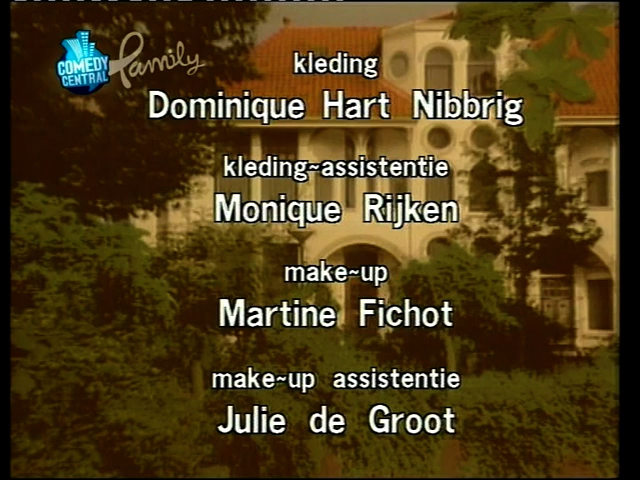 COMEDY
CENTRAL
Family
kleding
Dominique Hart Nibbrig
kleding~assistentie
Monique Rijken
make~up
Martine Fichot
make~up assistentie
Julie de Groot